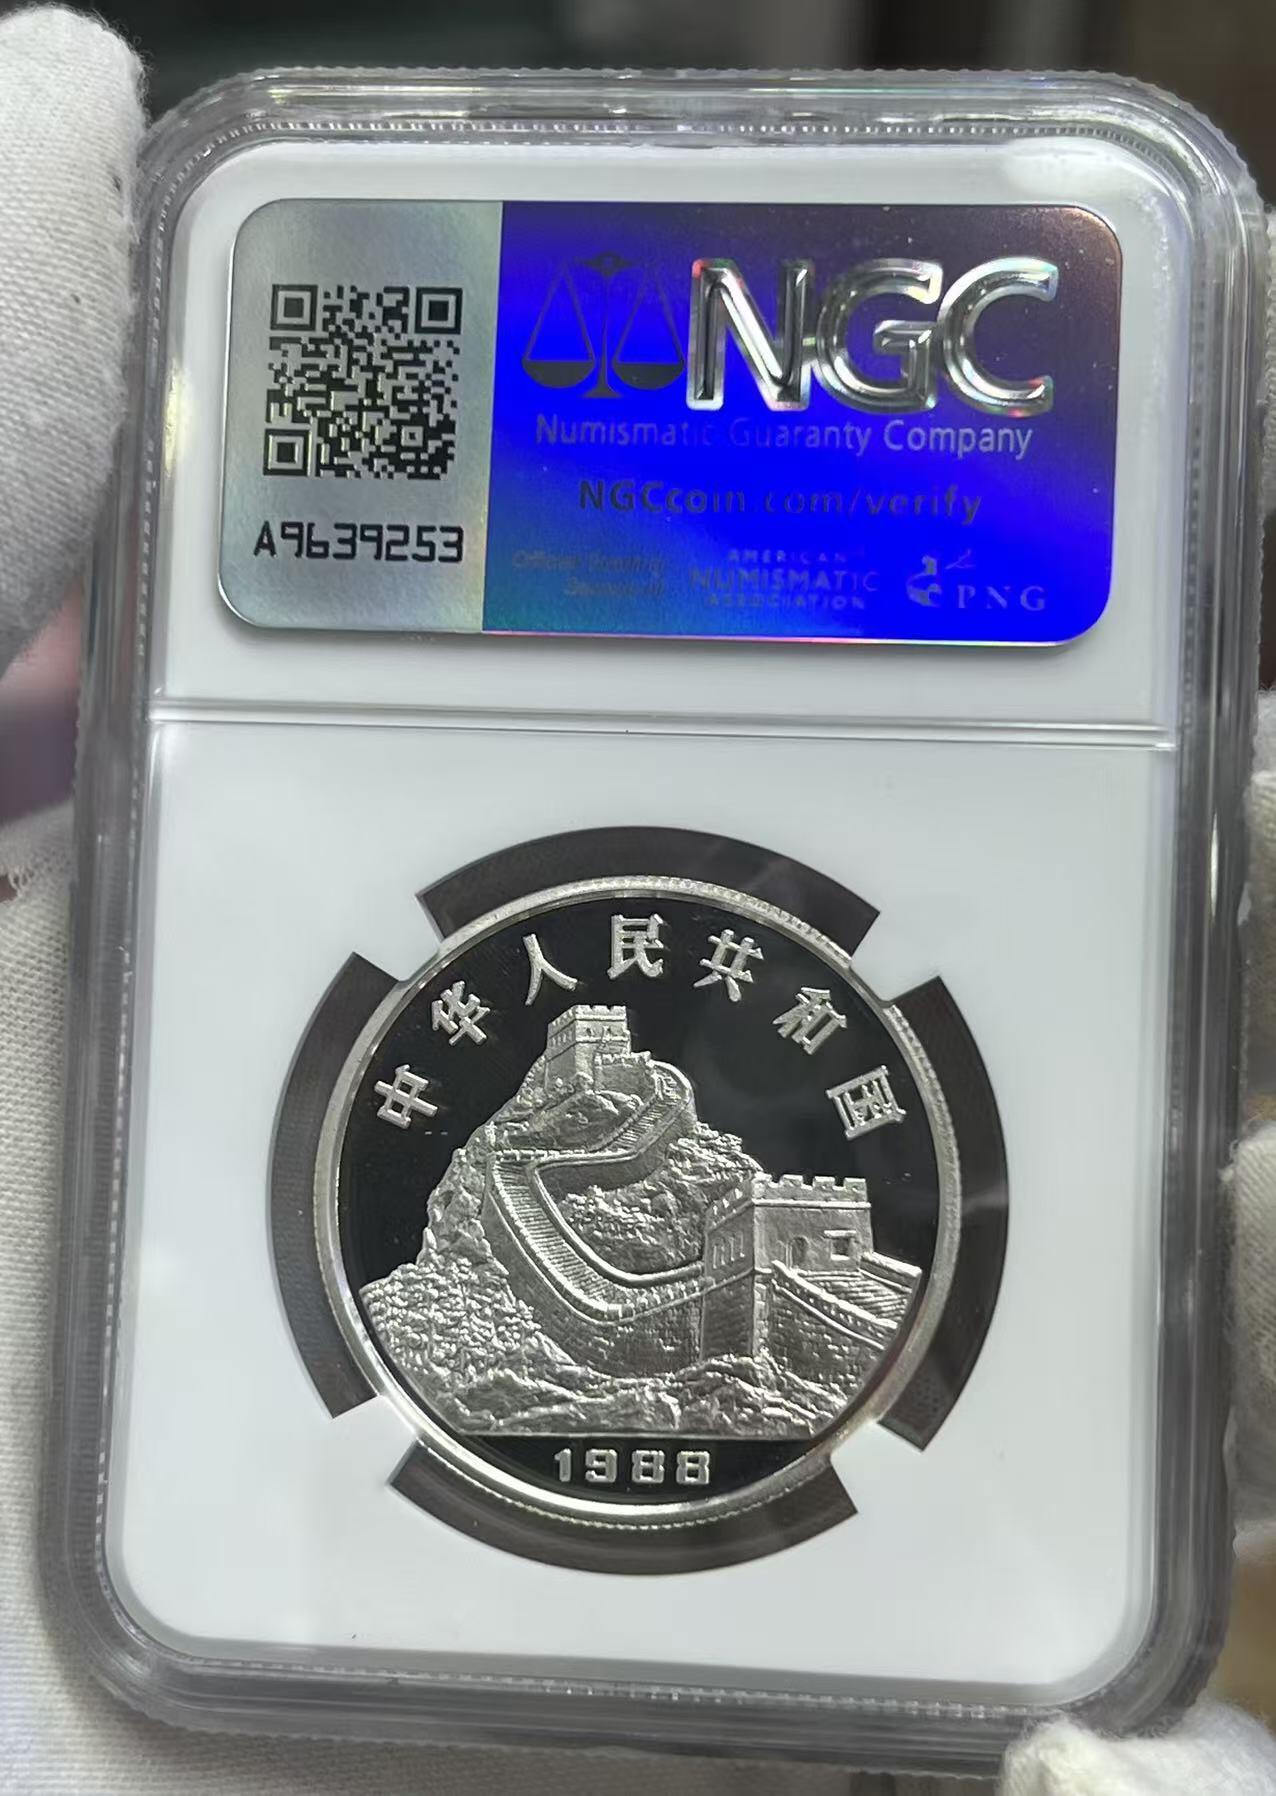 NGC
Numismatic Guaranty Company
NGCcoin.com/verify
A9639253
Official Grading
Service of
AMERICAN
NUMISMATIC
ASSOCIATION
PNG
中华人民共和国
1988